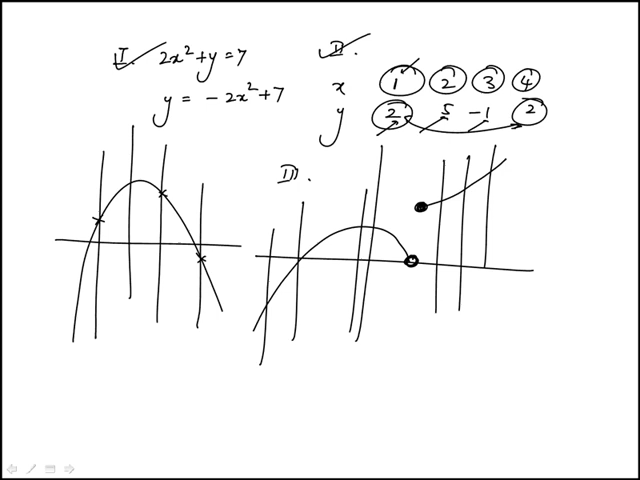 I. 2x² + y = 7
y = -2x² + 7
II.
x 1 2 3 4
y 2 5 -1 2
III.